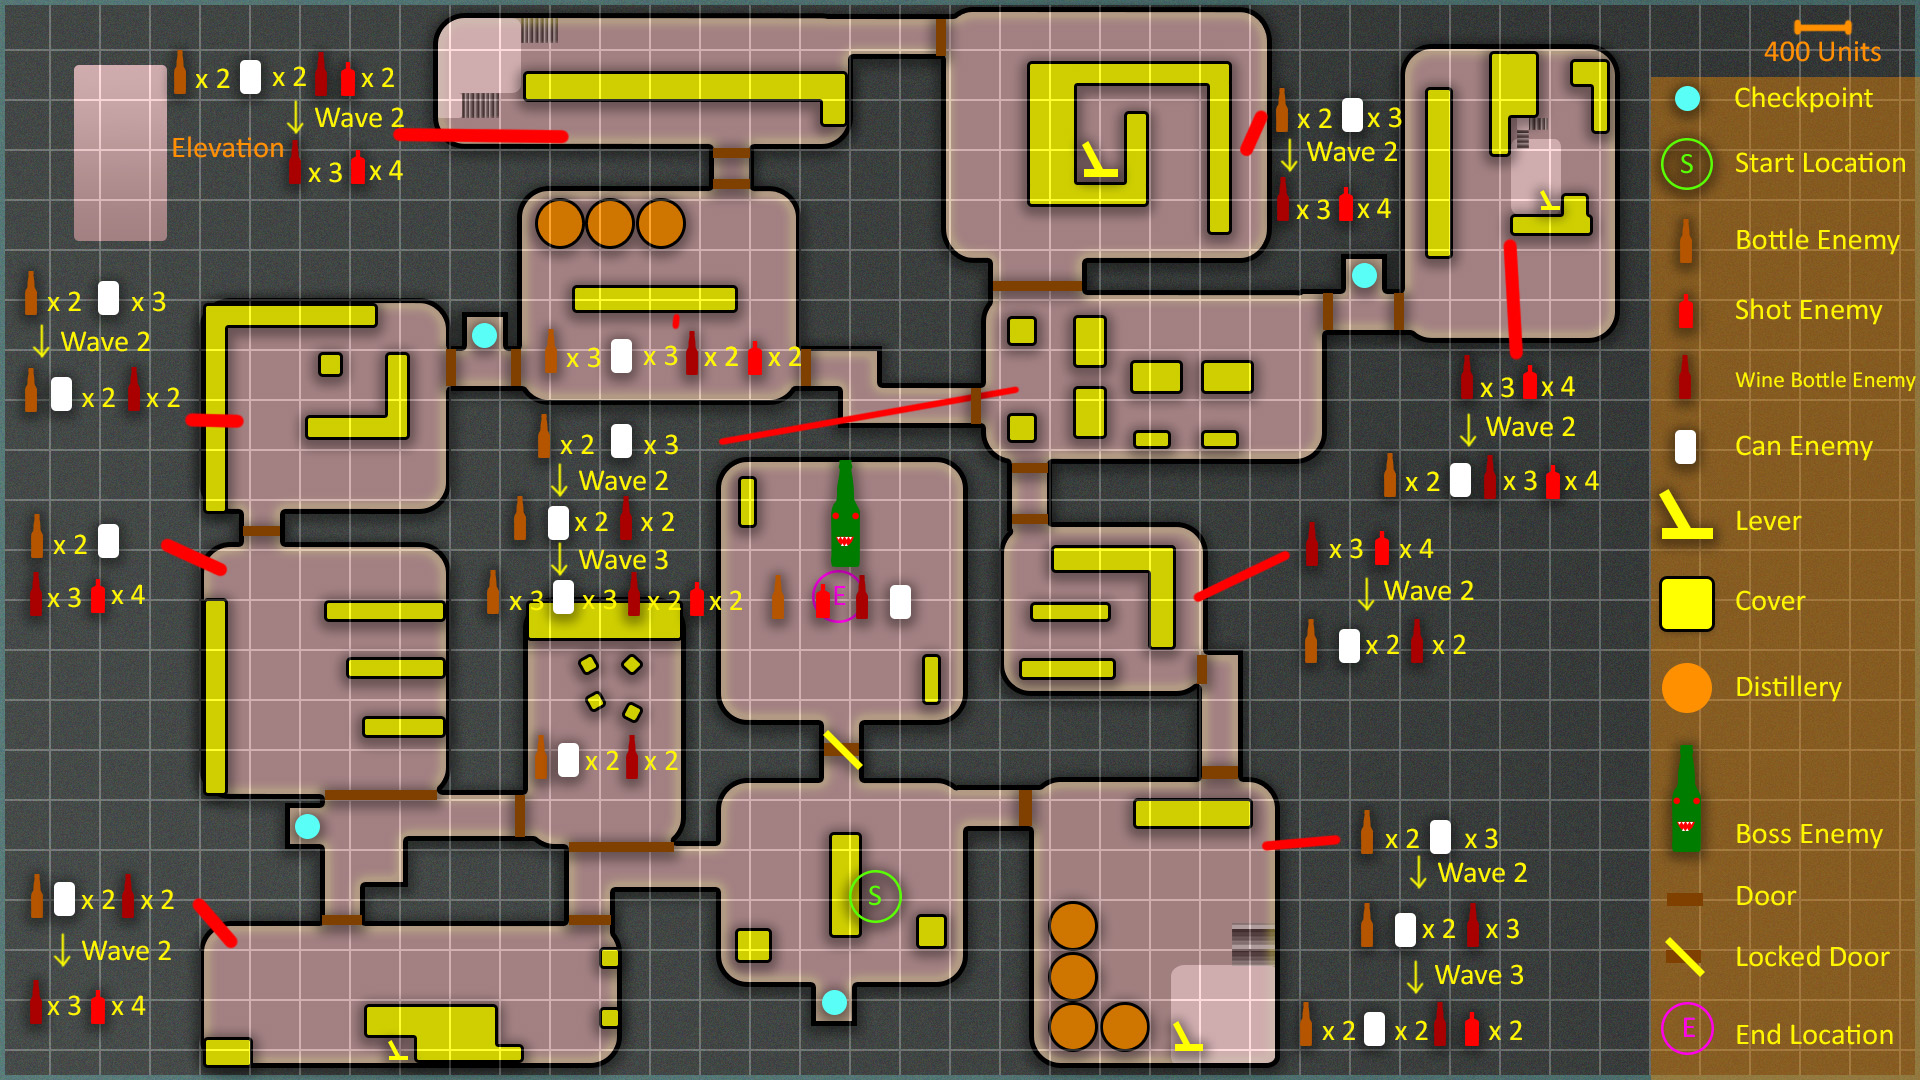 x 2 x 2 x 2
Wave 2
Elevation
x 3 x 4
400 Units
Checkpoint
x 2 x 3
Wave 2
x 3 x 4
S Start Location
Bottle Enemy
x 2 x 3
Wave 2
x 2 x 2
Shot Enemy
x 3 x 3 x 2 x 2
Wine Bottle Enemy
x 3 x 4
Wave 2
x 2 x 3 x 4
x 2 x 3
Wave 2
x 2 x 2
Wave 3
x 3 x 3 x 2 x 2
Can Enemy
Lever
x 2
x 3 x 4
E
x 3 x 4
Wave 2
x 2 x 2
Cover
Distillery
x 2 x 2
Boss Enemy
x 2 x 3
Wave 2
x 2 x 3
Wave 3
x 2 x 2 x 2
x 2 x 2
Wave 2
x 3 x 4
S
Door
Locked Door
E End Location